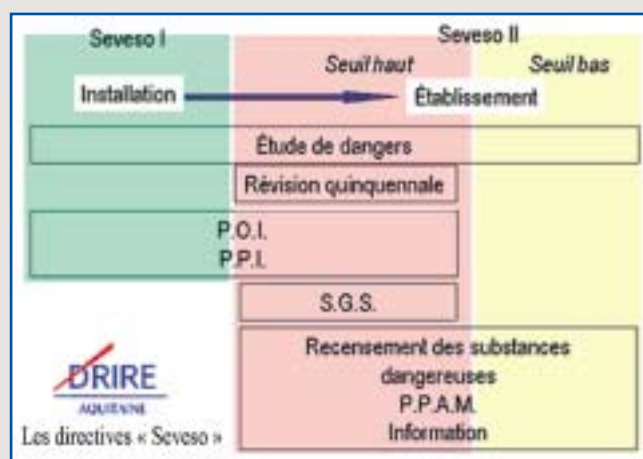 Seveso I
Seveso II
Seuil haut
Seuil bas
Installation
Établissement
Étude de dangers
Révision quinquennale
P.O.I.
P.P.I.
S.G.S.
Recensement des substances
dangereuses
P.P.A.M.
Information
DRIRE
AQUITAINE
Les directives « Seveso »